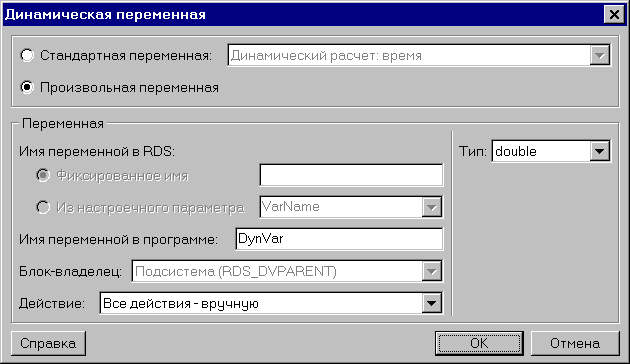 Динамическая переменная
Стандартная переменная: Динамический расчет: время
Произвольная переменная
Переменная
Имя переменной в RDS: Тип: double
Фиксированное имя
Из настроечного параметра VarName
Имя переменной в программе: DynVar
Блок-владелец: Подсистема (RDS_DVPARENT)
Действие: Все действия - вручную
Справка OK Отмена